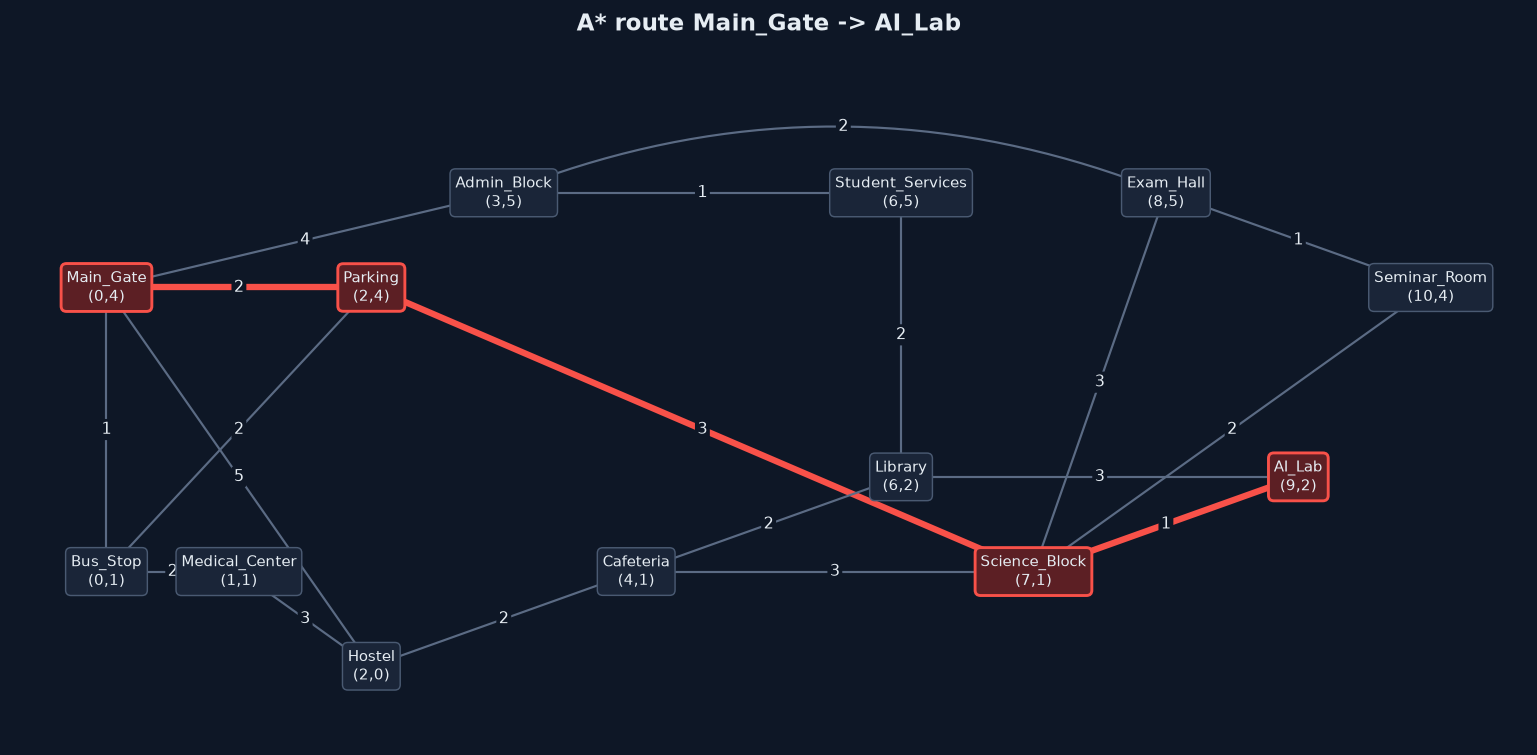 A* route Main_Gate -> AI_Lab
2
Admin_Block
(3,5)
1
Student_Services
(6,5)
Exam_Hall
(8,5)
4
1
Main_Gate
(0,4)
2
Parking
(2,4)
Seminar_Room
(10,4)
2
3
1
2
3
2
5
Library
(6,2)
3
AI_Lab
(9,2)
2
1
Bus_Stop
(0,1)
2
Medical_Center
(1,1)
Cafeteria
(4,1)
3
Science_Block
(7,1)
3
2
Hostel
(2,0)